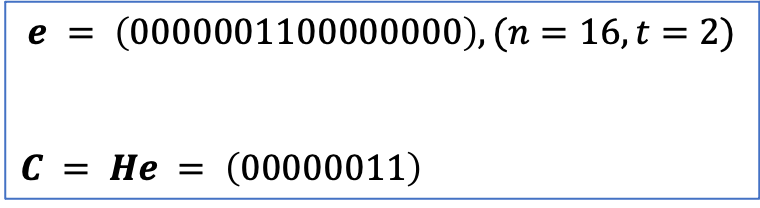 e = (0000001100000000), (n = 16, t = 2)
C = He = (00000011)